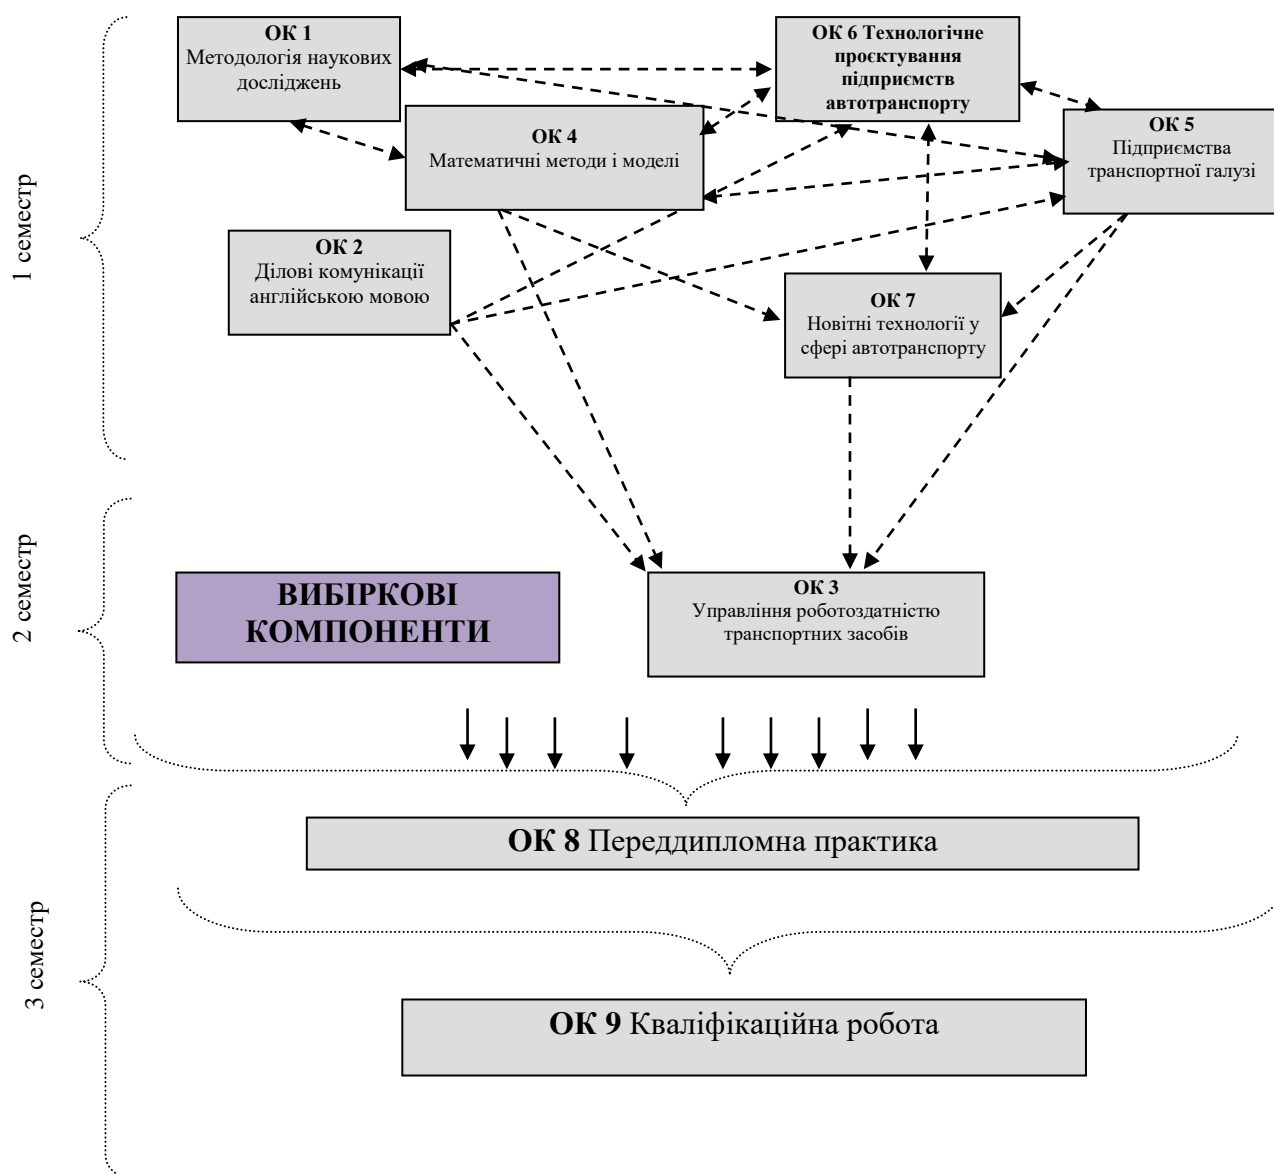 1 семестр
ОК 1
Методологія наукових
досліджень
ОК 6 Технологічне
проєктування
підприємств
автотранспорту
ОК 4
Математичні методи і моделі
ОК 5
Підприємства
транспортної галузі
ОК 2
Ділові комунікації
англійською мовою
ОК 7
Новітні технології у
сфері автотранспорту
2 семестр
ВИБІРКОВІ
КОМПОНЕНТИ
ОК 3
Управління роботоздатністю
транспортних засобів
3 семестр
ОК 8 Переддипломна практика
ОК 9 Кваліфікаційна робота